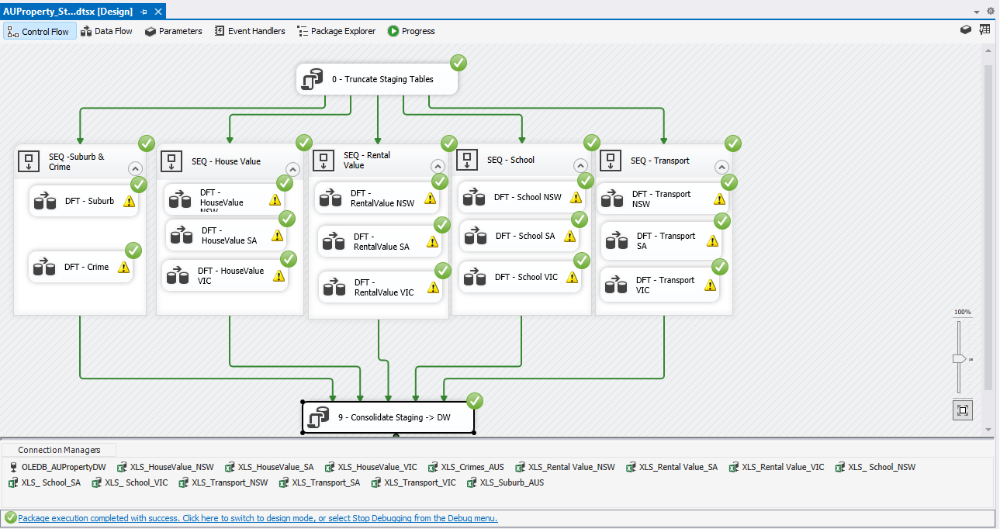 AUProperty_St...dtsx [Design]
Control Flow
Data Flow
Parameters
Event Handlers
Package Explorer
Progress
0 - Truncate Staging Tables
SEQ -Suburb &
Crime
DFT - Suburb
DFT - Crime
SEQ - House Value
DFT -
HouseValue
NSW
DFT -
HouseValue SA
DFT - HouseValue
VIC
SEQ - Rental
Value
DFT -
RentalValue NSW
DFT -
RentalValue SA
DFT -
RentalValue VIC
SEQ - School
DFT - School NSW
DFT - School SA
DFT - School VIC
SEQ - Transport
DFT - Transport
NSW
DFT - Transport
SA
DFT - Transport
VIC
9 - Consolidate Staging -> DW
100%
Connection Managers
OLEDB_AUPropertyDW
XLS_HouseValue_NSW
XLS_HouseValue_SA
XLS_HouseValue_VIC
XLS_Crimes_AUS
XLS_Rental Value_NSW
XLS_Rental Value_SA
XLS_Rental Value_VIC
XLS_ School_NSW
XLS_ School_SA
XLS_ School_VIC
XLS_Transport_NSW
XLS_Transport_SA
XLS_Transport_VIC
XLS_Suburb_AUS
Package execution completed with success. Click here to switch to design mode, or select Stop Debugging from the Debug menu.